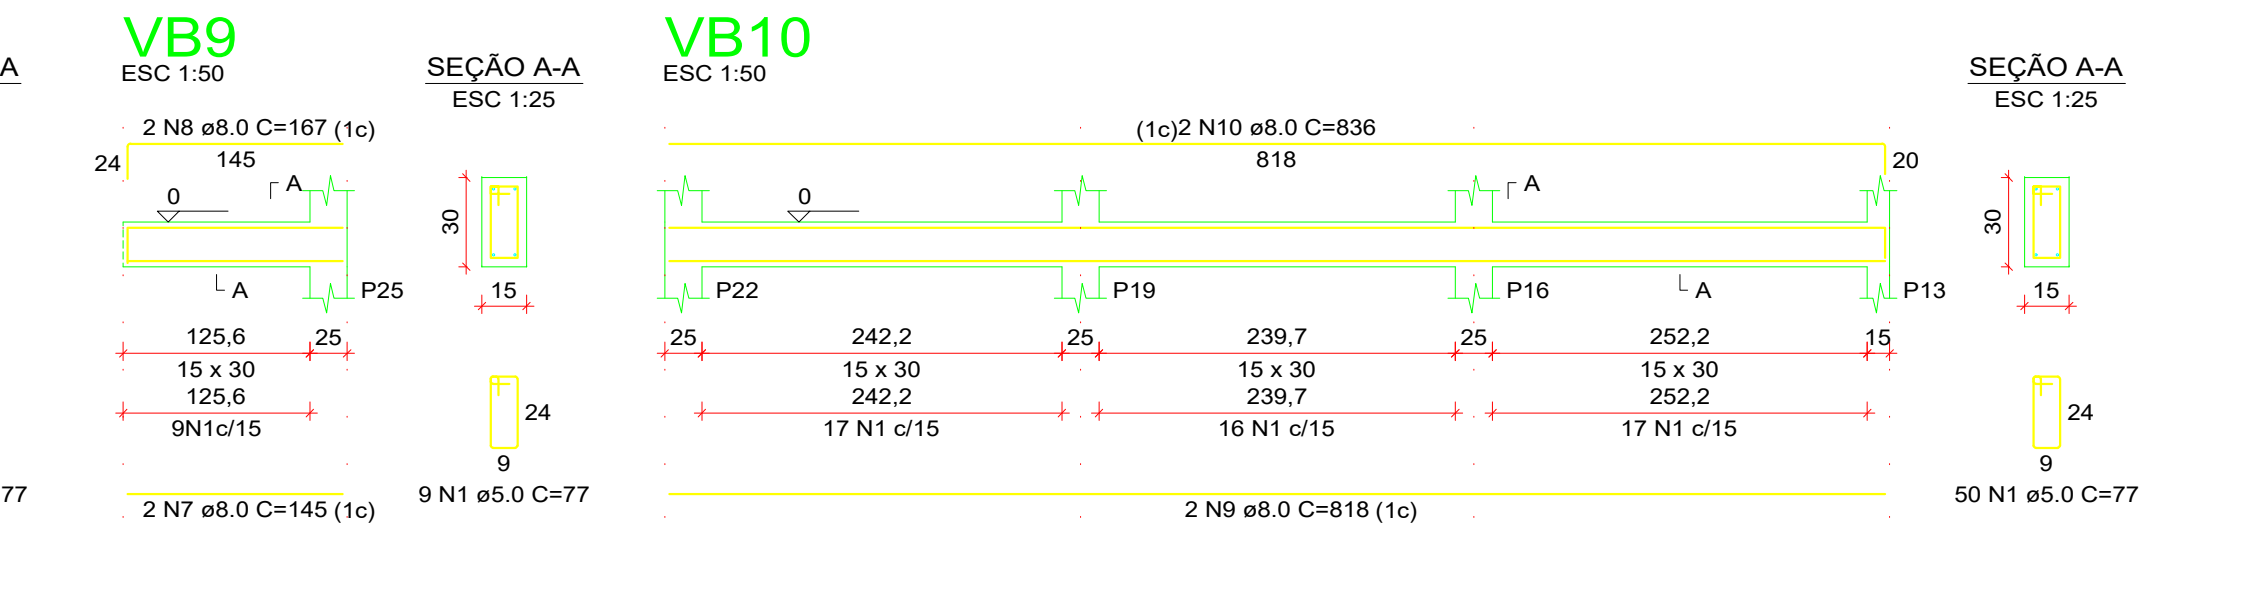 A
77
VB9
ESC 1:50
SEÇÃO A-A
ESC 1:25
2 N8 ø8.0 C=167 (1c)
24
145
A
0
30
A
P25
15
125,6
25
15 x 30
125,6
24
9N1c/15
9
9 N1 ø5.0 C=77
2 N7 ø8.0 C=145 (1c)
VB10
ESC 1:50
SEÇÃO A-A
ESC 1:25
(1c)2 N10 ø8.0 C=836
818
20
A
0
30
P22
P19
P16
A
P13
15
25
242,2
25
239,7
25
252,2
15
15 x 30
15 x 30
15 x 30
242,2
239,7
252,2
24
17 N1 c/15
16 N1 c/15
17 N1 c/15
9
50 N1 ø5.0 C=77
2 N9 ø8.0 C=818 (1c)